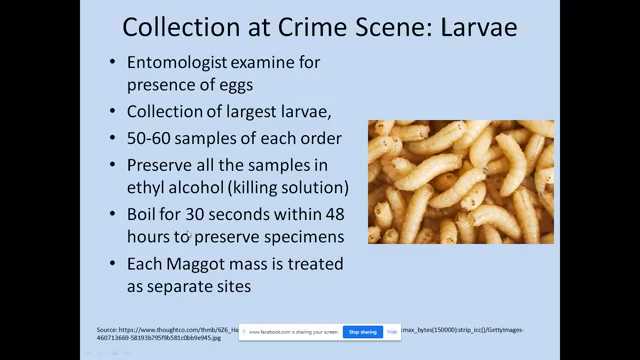 Collection at Crime Scene: Larvae
• Entomologist examine for
presence of eggs
• Collection of largest larvae,
• 50-60 samples of each order
• Preserve all the samples in
ethyl alcohol (killing solution)
• Boil for 30 seconds within 48
hours to preserve specimens
• Each Maggot mass is treated
as separate sites
Source: https://www.thoughtco.com/thmb/6Z6_Ha
:max_bytes(150000):strip_icc()/GettyImages-
460713669-58193b795f9b581c0bb9e945.jpg
www.facebook.com is sharing your screen.
Stop sharing
Hide